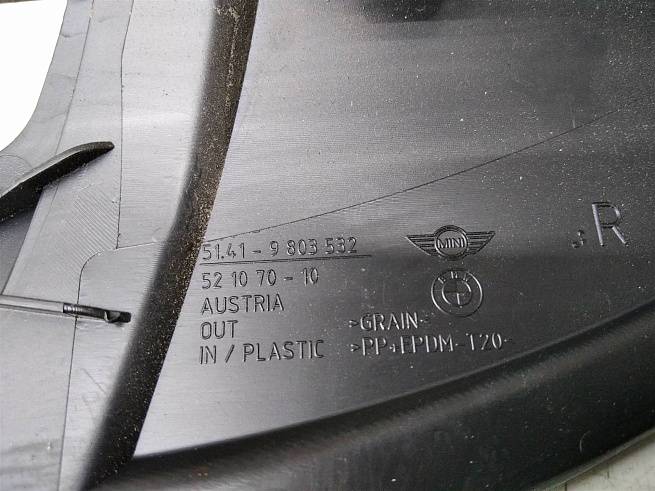 51.41 - 9 803 532
52 10 70 - 10
AUSTRIA
OUT
IN / PLASTIC
MINI
>GRAIN<
>PP+EPDM-T20<
R